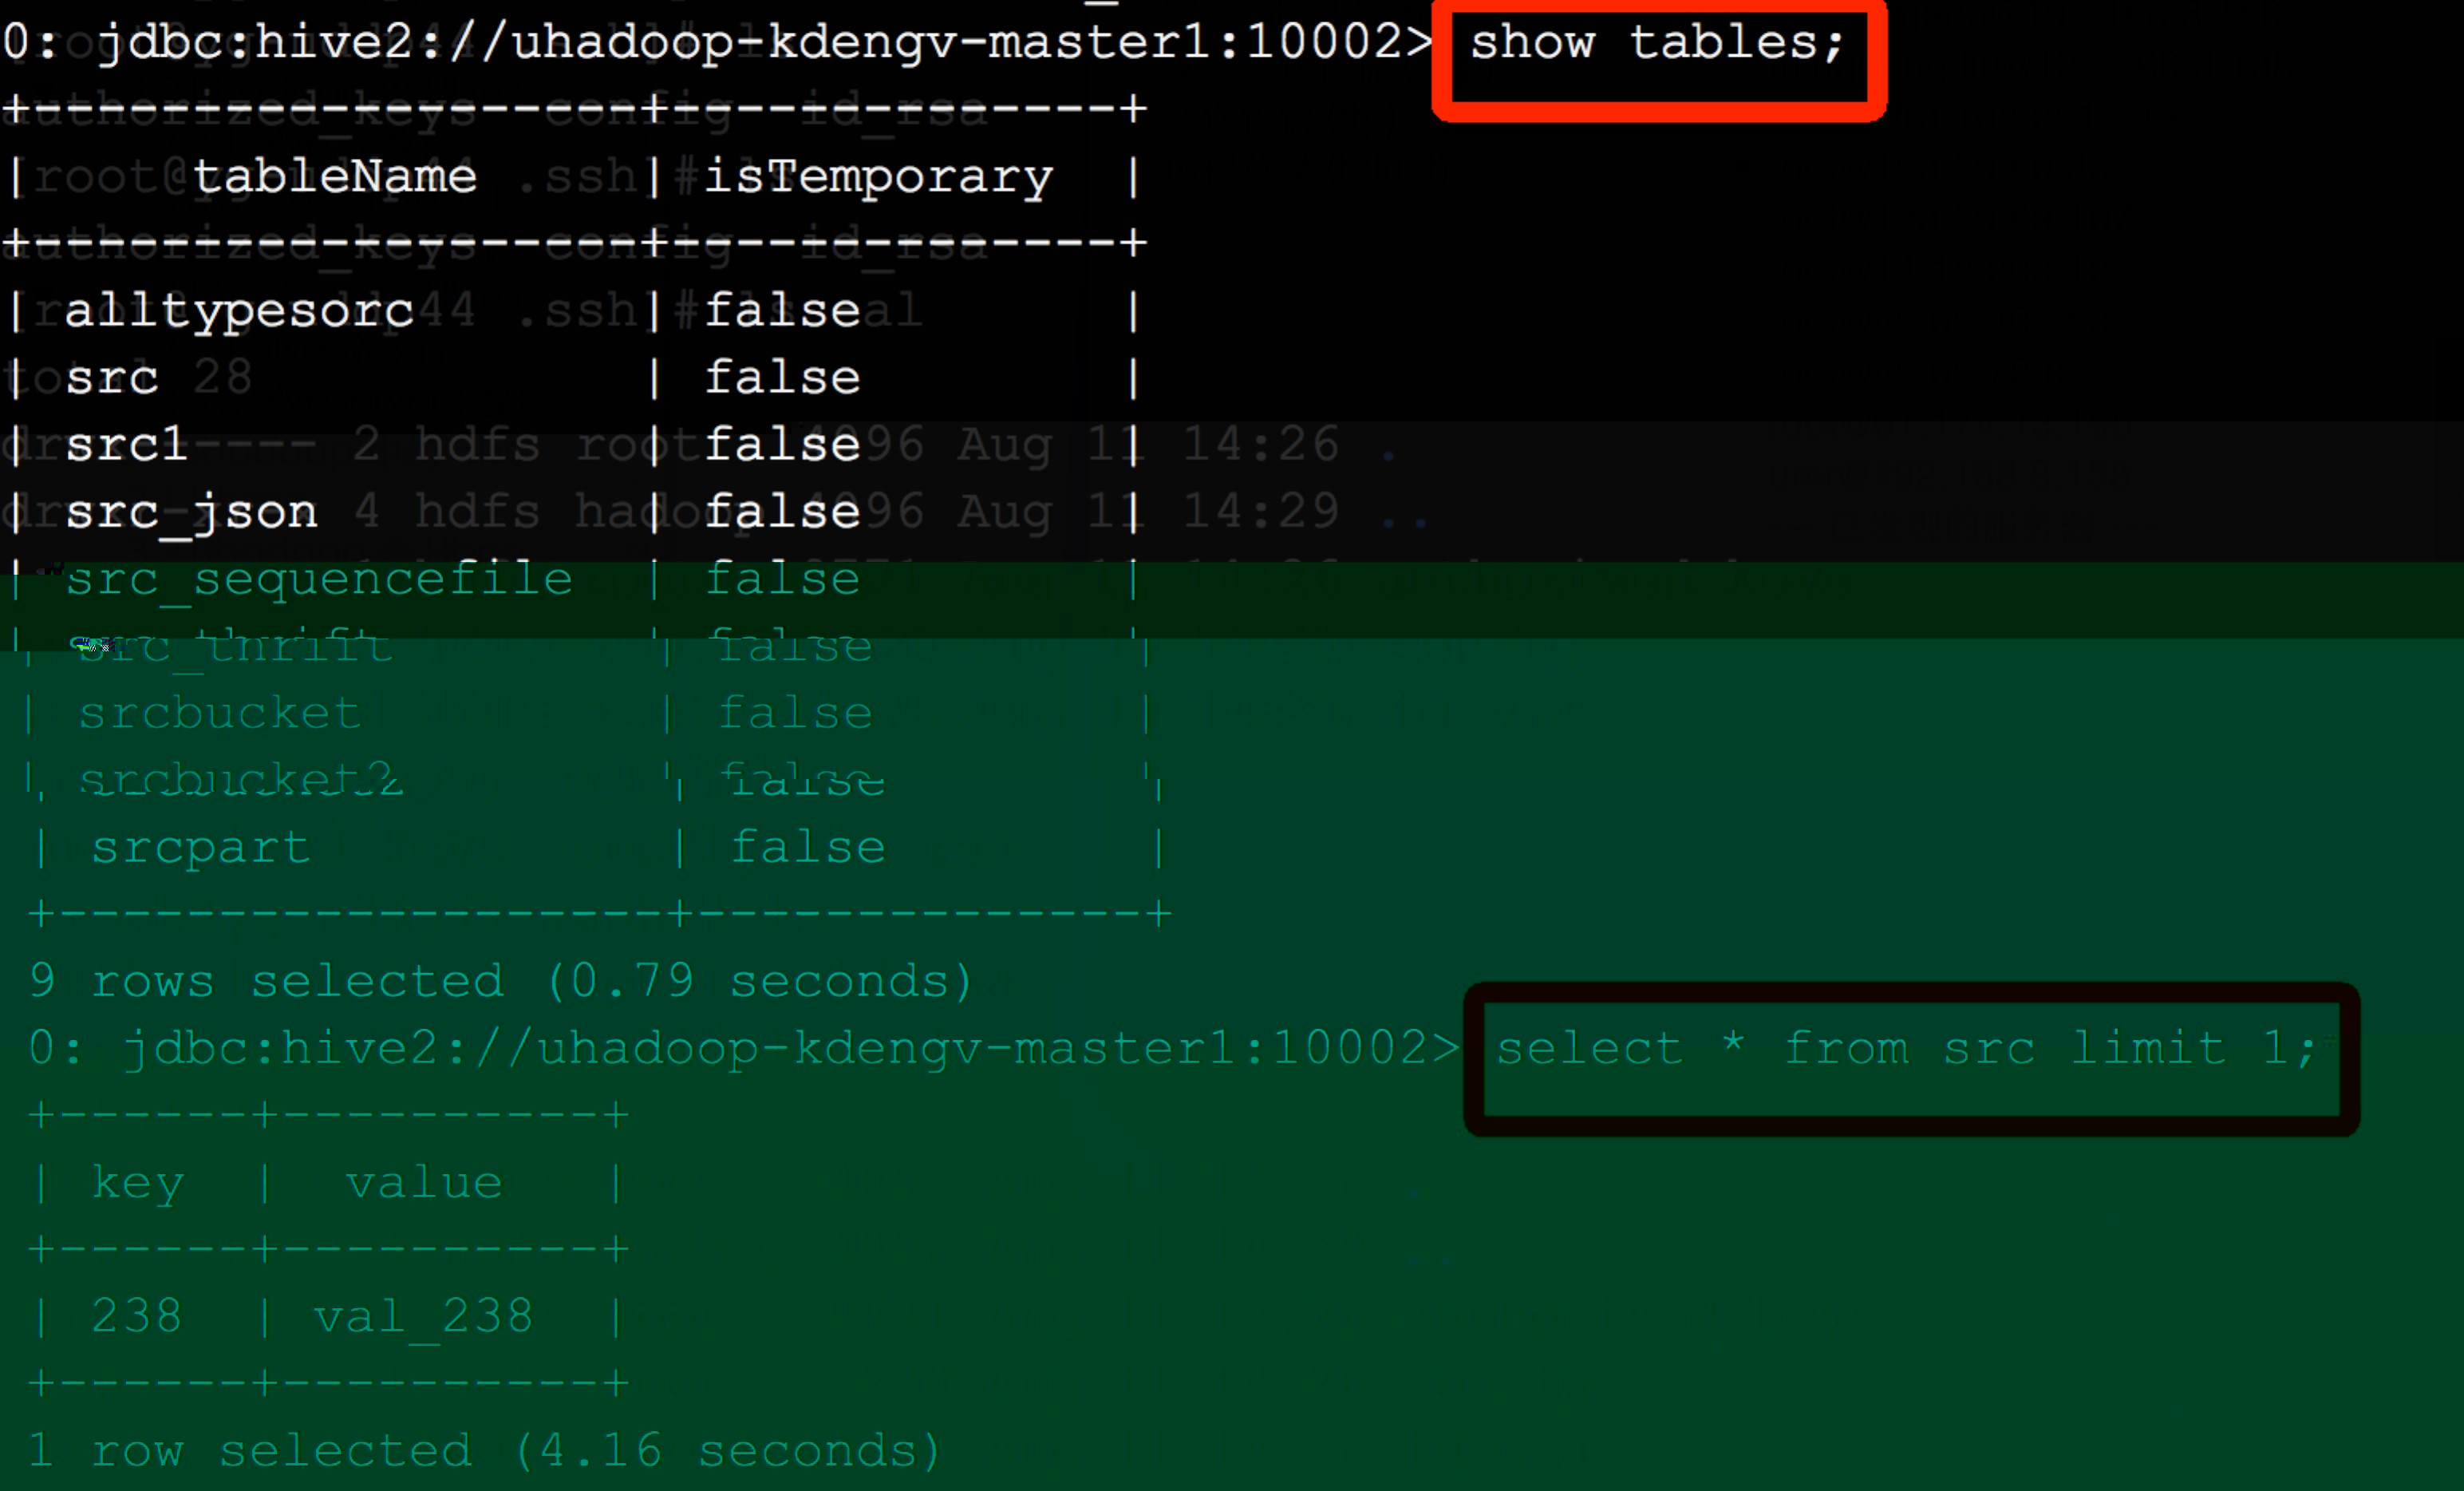 0: jdbc:hive2://uhadoop-kdengv-master1:10002> show tables;
+-------------------+--------------+
| tableName | isTemporary |
+-------------------+--------------+
| alltypesorc | false |
| src | false |
| src1 | false |
| src_json | false |
| src_sequencefile | false |
| src_thrift | false |
| srcbucket | false |
| srcbucket2 | false |
| srcpart | false |
+-------------------+--------------+
9 rows selected (0.79 seconds)
0: jdbc:hive2://uhadoop-kdengv-master1:10002> select * from src limit 1;
+------+----------+
| key | value |
+------+----------+
| 238 | val_238 |
+------+----------+
1 row selected (4.16 seconds)